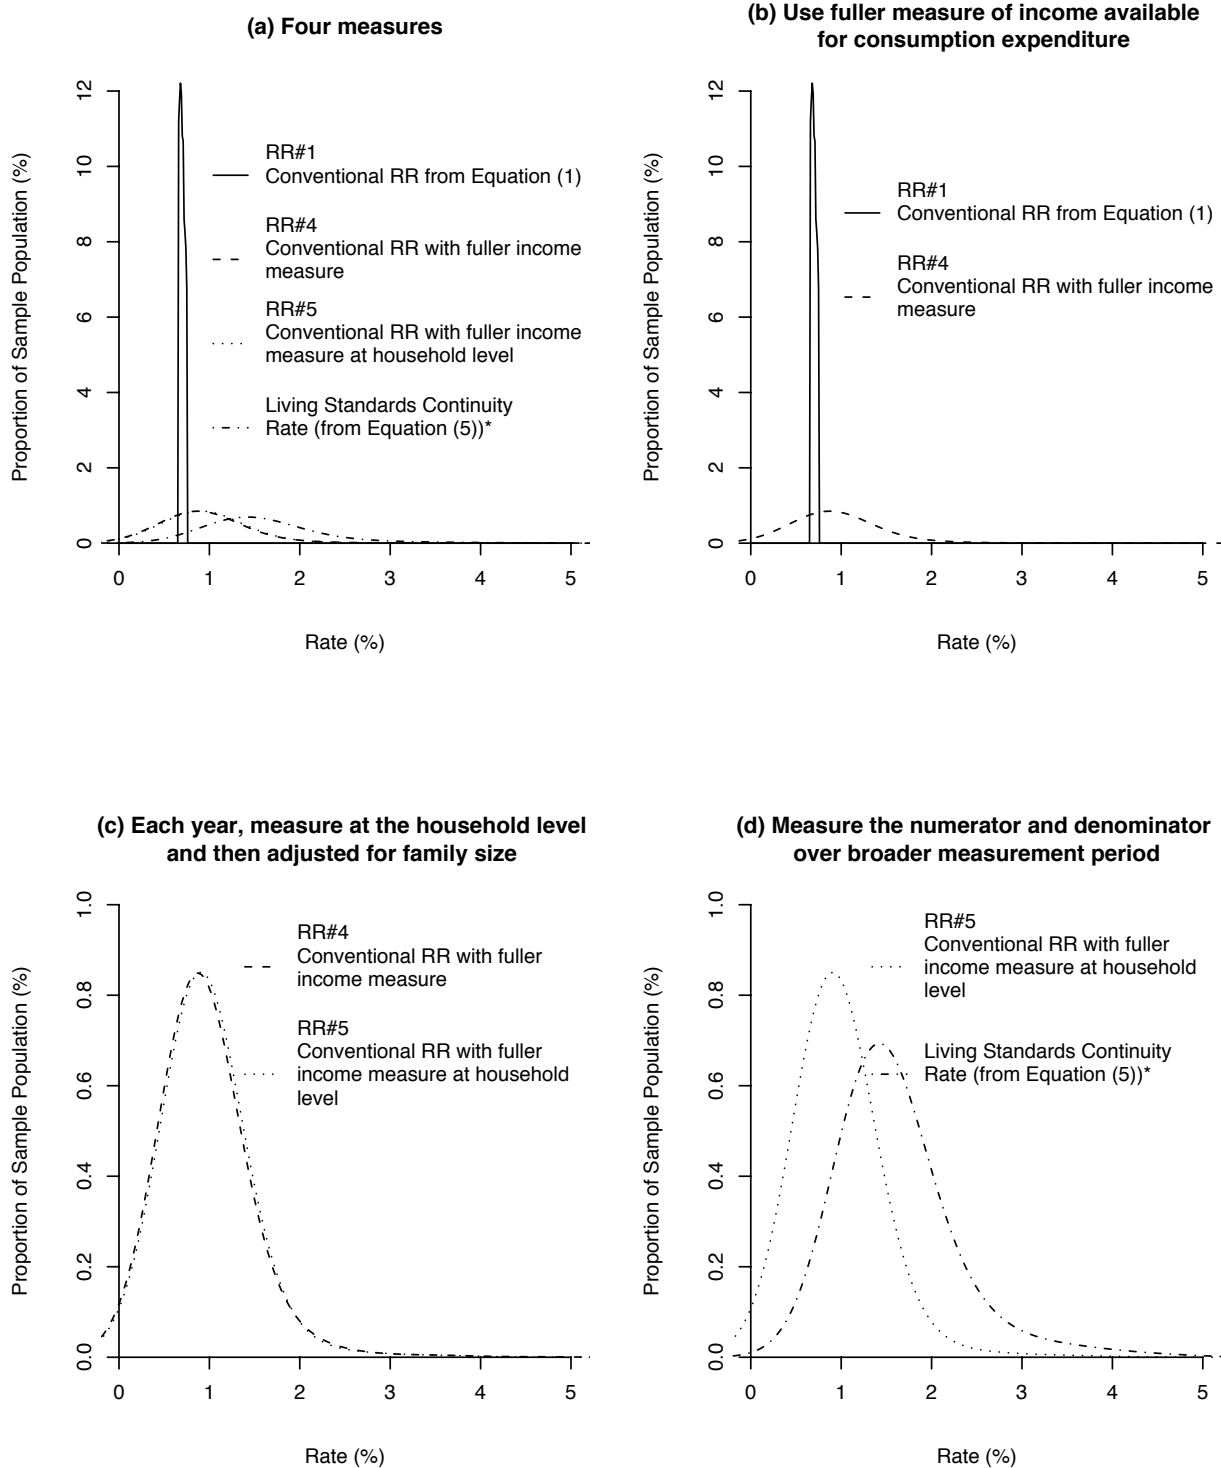 (a) Four measures
Proportion of Sample Population (%)
12
10
8
6
4
2
0
RR#1
Conventional RR from Equation (1)
RR#4
Conventional RR with fuller income
measure
RR#5
Conventional RR with fuller income
measure at household level
Living Standards Continuity
Rate (from Equation (5))*
0 1 2 3 4 5
Rate (%)
(b) Use fuller measure of income available
for consumption expenditure
Proportion of Sample Population (%)
12
10
8
6
4
2
0
RR#1
Conventional RR from Equation (1)
RR#4
Conventional RR with fuller income
measure
0 1 2 3 4 5
Rate (%)
(c) Each year, measure at the household level
and then adjusted for family size
Proportion of Sample Population (%)
1.0
0.8
0.6
0.4
0.2
0.0
RR#4
Conventional RR with fuller
income measure
RR#5
Conventional RR with fuller
income measure at household
level
0 1 2 3 4 5
Rate (%)
(d) Measure the numerator and denominator
over broader measurement period
Proportion of Sample Population (%)
1.0
0.8
0.6
0.4
0.2
0.0
RR#5
Conventional RR with fuller
income measure at household
level
Living Standards Continuity
Rate (from Equation (5))*
0 1 2 3 4 5
Rate (%)